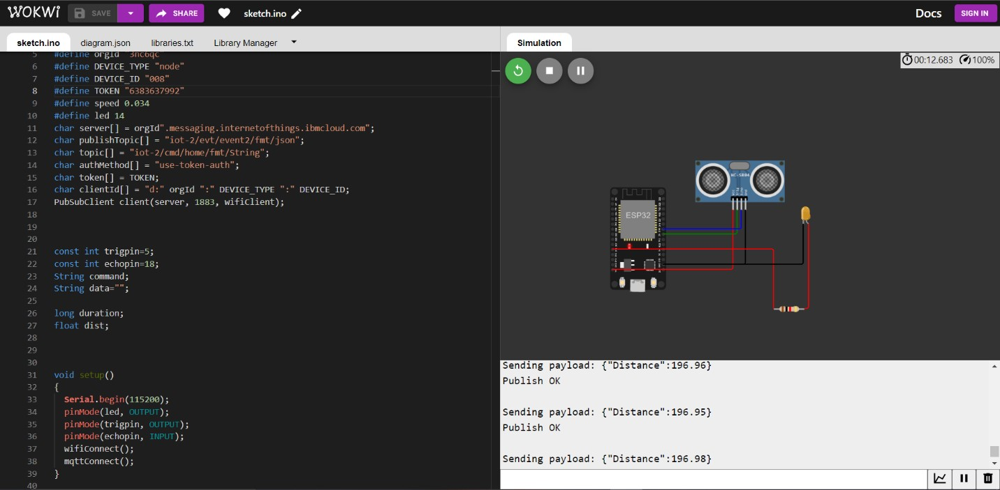 WOKWI SAVE SHARE sketch.ino Docs SIGN IN
sketch.ino diagram.json libraries.txt Library Manager
5 #define orgId "3nc6qc"
6 #define DEVICE_TYPE "node"
7 #define DEVICE_ID "008"
8 #define TOKEN "6383637992"
9 #define speed 0.034
10 #define led 14
11 char server[] = orgId".messaging.internetofthings.ibmcloud.com";
12 char publishTopic[] = "iot-2/evt/event2/fmt/json";
13 char topic[] = "iot-2/cmd/home/fmt/String";
14 char authMethod[] = "use-token-auth";
15 char token[] = TOKEN;
16 char clientId[] = "d:" orgId ":" DEVICE_TYPE ":" DEVICE_ID;
17 PubSubClient client(server, 1883, wifiClient);
18
19
20
21 const int trigpin=5;
22 const int echopin=18;
23 String command;
24 String data="";
25
26 long duration;
27 float dist;
28
29
30
31 void setup()
32 {
33 Serial.begin(115200);
34 pinMode(led, OUTPUT);
35 pinMode(trigpin, OUTPUT);
36 pinMode(echopin, INPUT);
37 wifiConnect();
38 mqttConnect();
39 }
40
Simulation
00:12.683 100%
HC-SR04
ESP32
Sending payload: {"Distance":196.96}
Publish OK
Sending payload: {"Distance":196.95}
Publish OK
Sending payload: {"Distance":196.98}